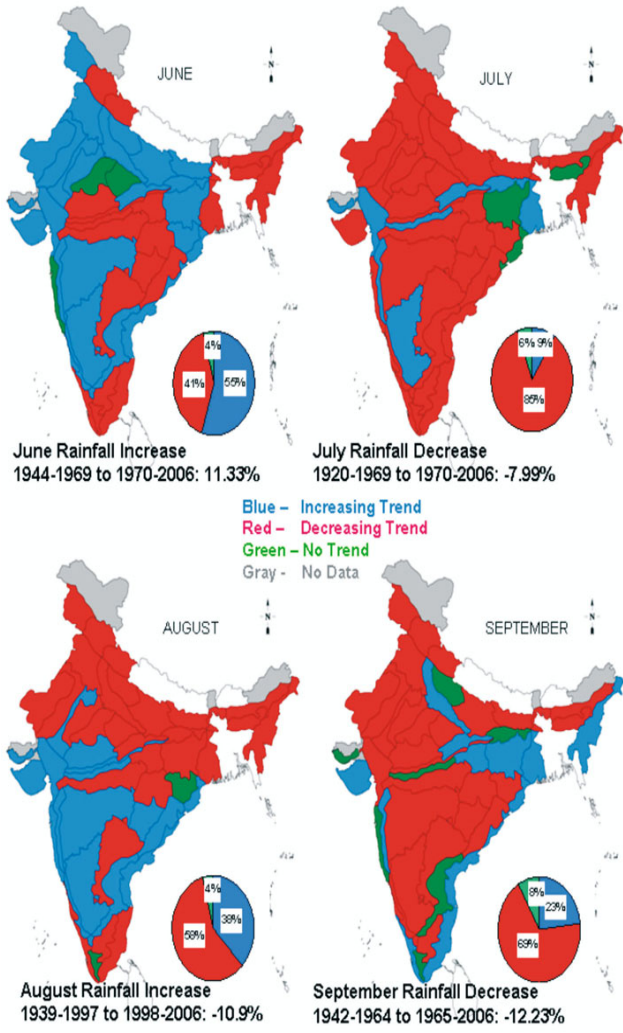 JUNE
N
4%
41%
55%
June Rainfall Increase
1944-1969 to 1970-2006: 11.33%
JULY
N
6%
9%
85%
July Rainfall Decrease
1920-1969 to 1970-2006: -7.99%
Blue – Increasing Trend
Red – Decreasing Trend
Green – No Trend
Gray - No Data
AUGUST
N
4%
38%
58%
August Rainfall Increase
1939-1997 to 1998-2006: -10.9%
SEPTEMBER
N
8%
23%
69%
September Rainfall Decrease
1942-1964 to 1965-2006: -12.23%